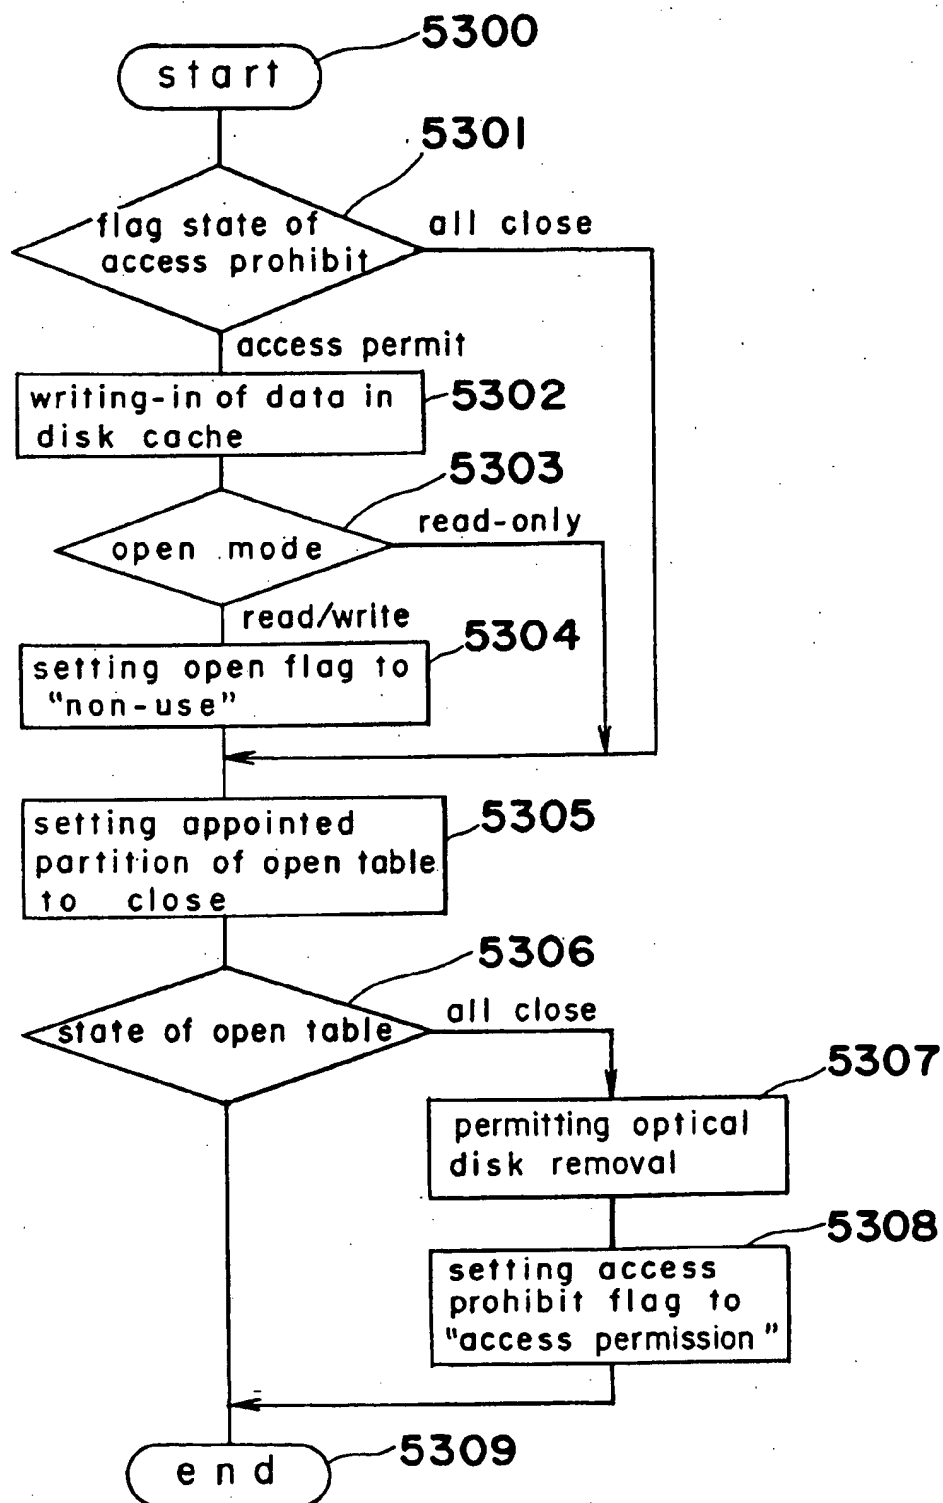 5300
start
5301
flag state of
access prohibit
all close
access permit
writing-in of data in
disk cache
5302
5303
open mode
read-only
read/write
5304
setting open flag to
"non-use"
setting appointed
partition of open table
to close
5305
5306
state of open table
all close
5307
permitting optical
disk removal
5308
setting access
prohibit flag to
"access permission"
5309
end